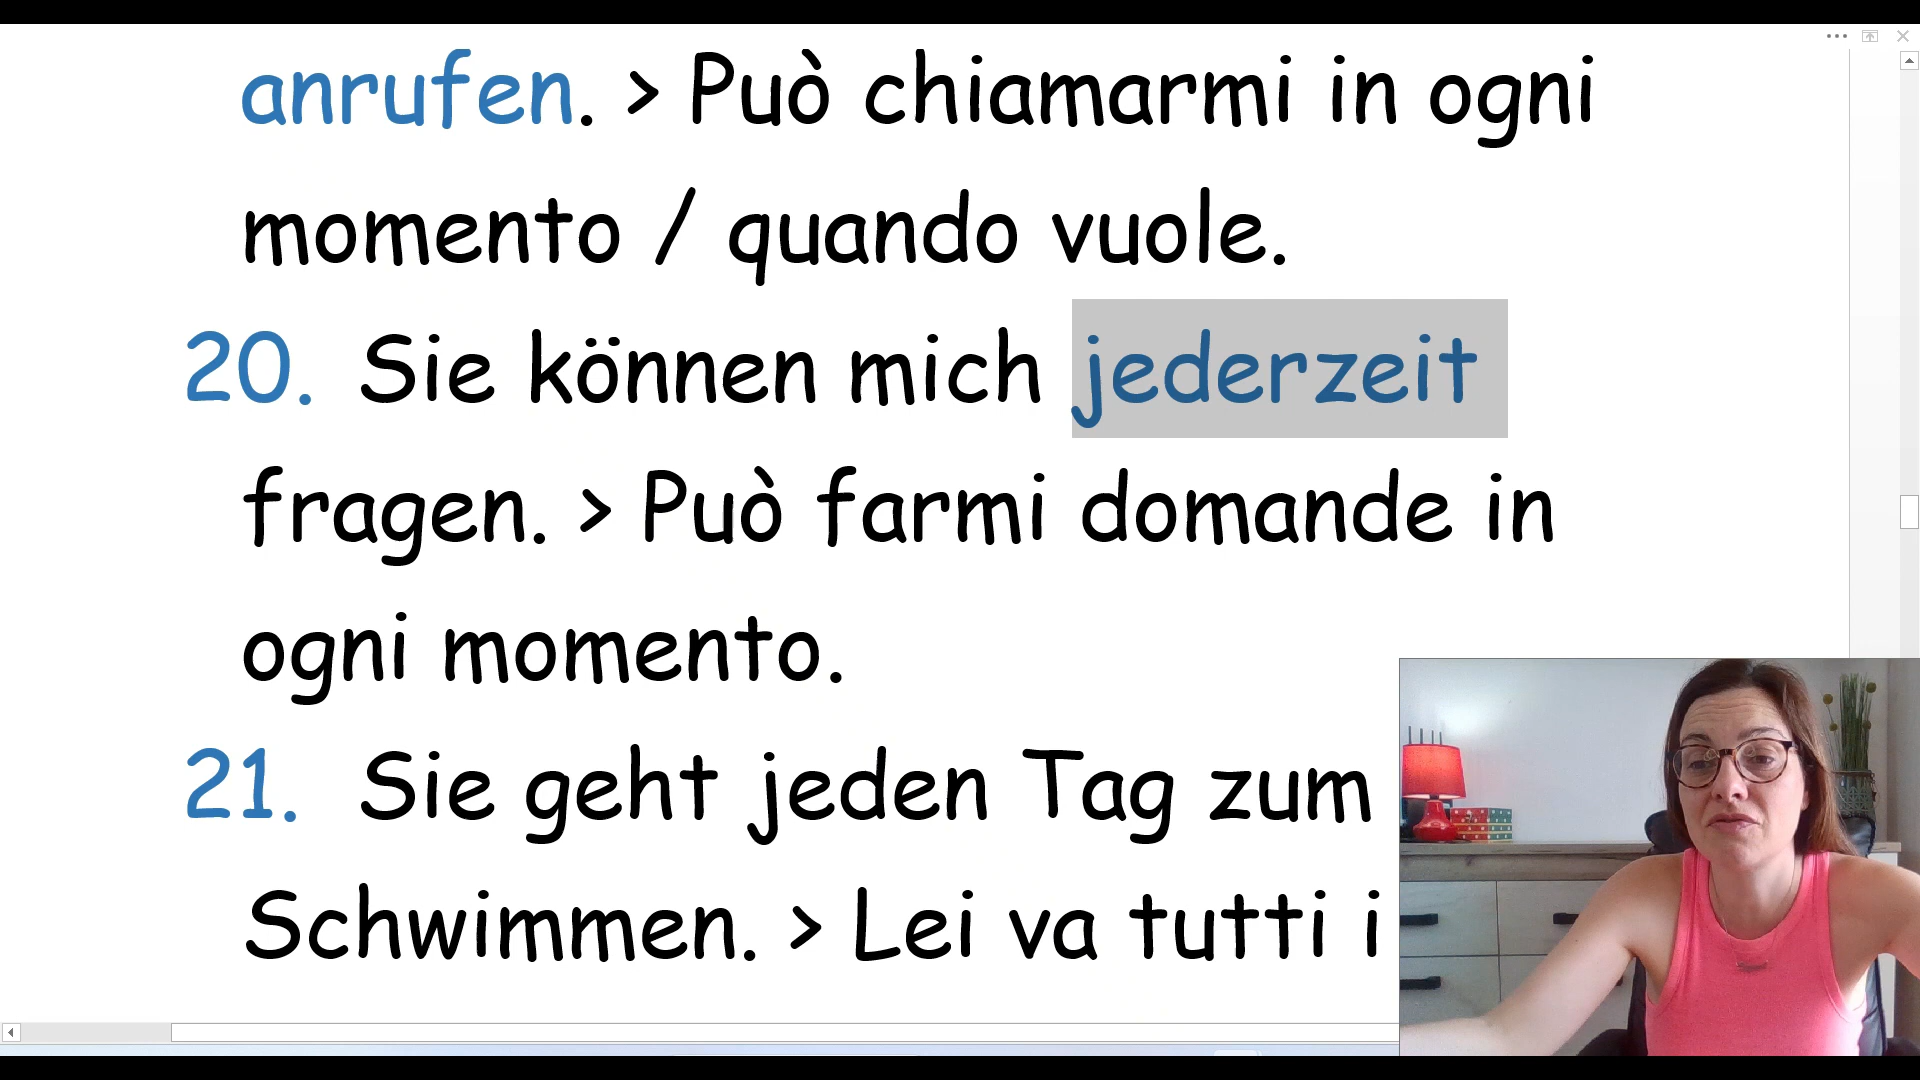 anrufen. > Può chiamarmi in ogni
momento / quando vuole.
20. Sie können mich jederzeit
fragen. > Può farmi domande in
ogni momento.
21. Sie geht jeden Tag zum
Schwimmen. > Lei va tutti i